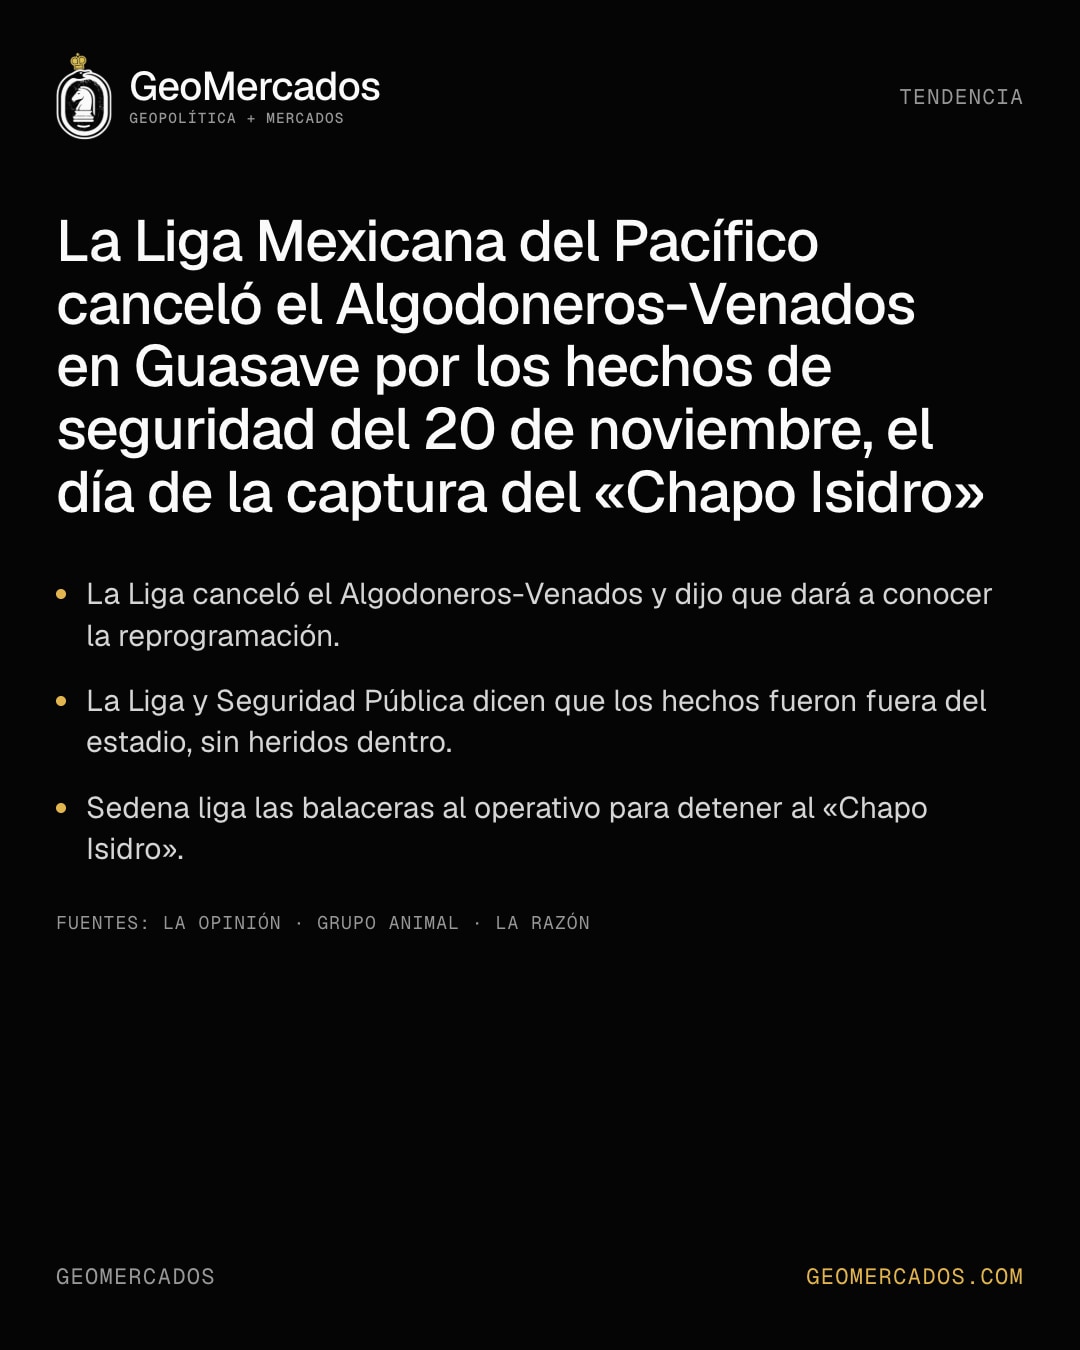 GeoMercados
GEOPOLÍTICA + MERCADOS
TENDENCIA
La Liga Mexicana del Pacífico
canceló el Algodoneros-Venados
en Guasave por los hechos de
seguridad del 20 de noviembre, el
día de la captura del «Chapo Isidro»
• La Liga canceló el Algodoneros-Venados y dijo que dará a conocer
la reprogramación.
• La Liga y Seguridad Pública dicen que los hechos fueron fuera del
estadio, sin heridos dentro.
• Sedena liga las balaceras al operativo para detener al «Chapo
Isidro».
FUENTES: LA OPINIÓN · GRUPO ANIMAL · LA RAZÓN
GEOMERCADOS
GEOMERCADOS.COM